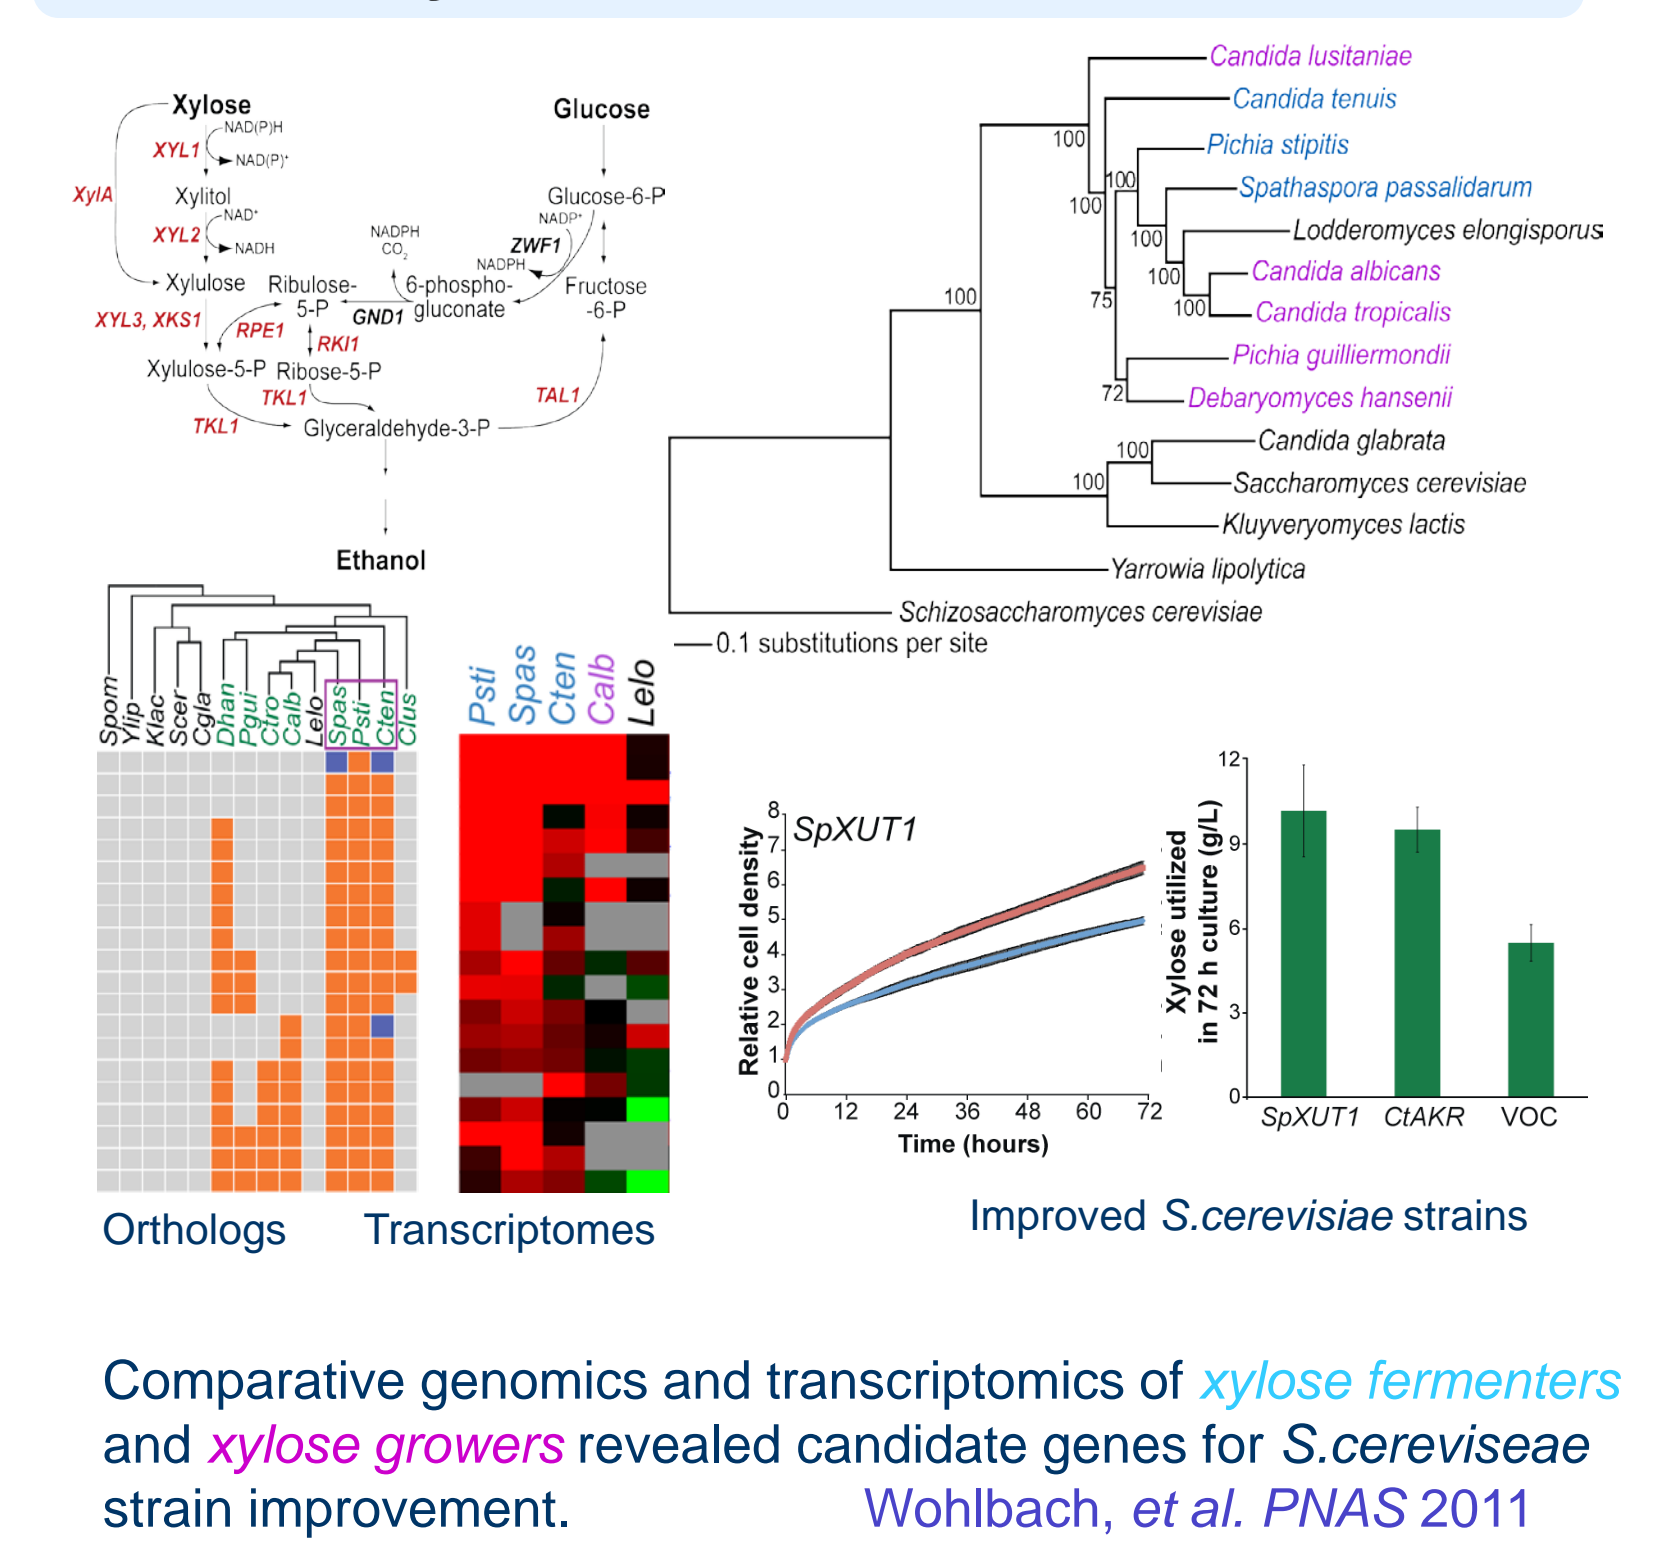 Xylose
NAD(P)H
XYL1
NAD(P)⁺
XylA
Xylitol
NAD⁺
XYL2
NADH
Xylulose
XYL3, XKS1
Xylulose-5-P
TKL1
Ribulose-
5-P
RPE1
RKI1
Ribose-5-P
TKL1
NADPH
CO₂
6-phospho-
gluconate
GND1
Glucose
Glucose-6-P
NADP⁺
ZWF1
NADPH
Fructose
-6-P
TAL1
Glyceraldehyde-3-P
Ethanol
Candida lusitaniae
Candida tenuis
Pichia stipitis
Spathaspora passalidarum
Lodderomyces elongisporus
Candida albicans
Candida tropicalis
Pichia guilliermondii
Debaryomyces hansenii
Candida glabrata
Saccharomyces cerevisiae
Kluyveryomyces lactis
Yarrowia lipolytica
Schizosaccharomyces cerevisiae
100
100
100
100
100
100
75
72
100
100
100
0.1 substitutions per site
Spom
Ylip
Klac
Scer
Cgla
Dhan
Pgui
Ctro
Calb
Lelo
Spas
Psti
Cten
Clus
Psti
Spas
Cten
Calb
Lelo
SpXUT1
Relative cell density
8
7
6
5
4
3
2
1
0
0 12 24 36 48 60 72
Time (hours)
Xylose utilized
in 72 h culture (g/L)
12
9
6
3
0
SpXUT1 CtAKR VOC
Orthologs Transcriptomes
Improved S.cerevisiae strains
Comparative genomics and transcriptomics of xylose fermenters
and xylose growers revealed candidate genes for S.cereviseae
strain improvement. Wohlbach, et al. PNAS 2011